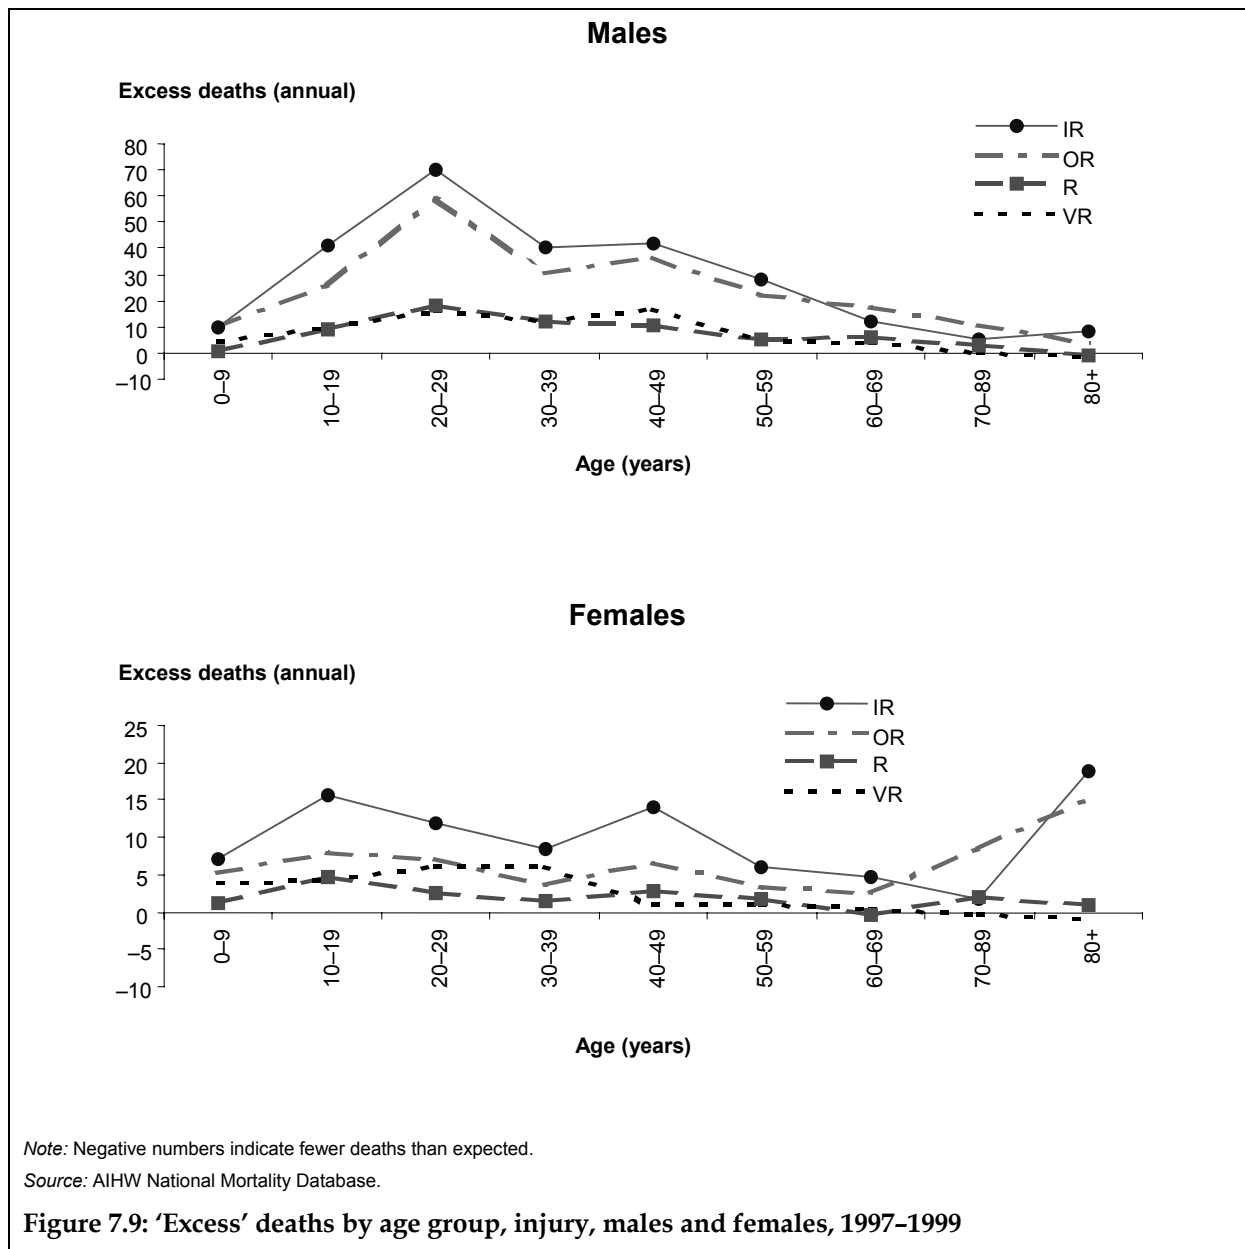 Males
Excess deaths (annual)
IR
OR
R
VR
80
70
60
50
40
30
20
10
0
–10
0–9
10–19
20–29
30–39
40–49
50–59
60–69
70–89
80+
Age (years)
Females
Excess deaths (annual)
IR
OR
R
VR
25
20
15
10
5
0
–5
–10
0–9
10–19
20–29
30–39
40–49
50–59
60–69
70–89
80+
Age (years)
Note: Negative numbers indicate fewer deaths than expected.
Source: AIHW National Mortality Database.
Figure 7.9: ‘Excess’ deaths by age group, injury, males and females, 1997–1999